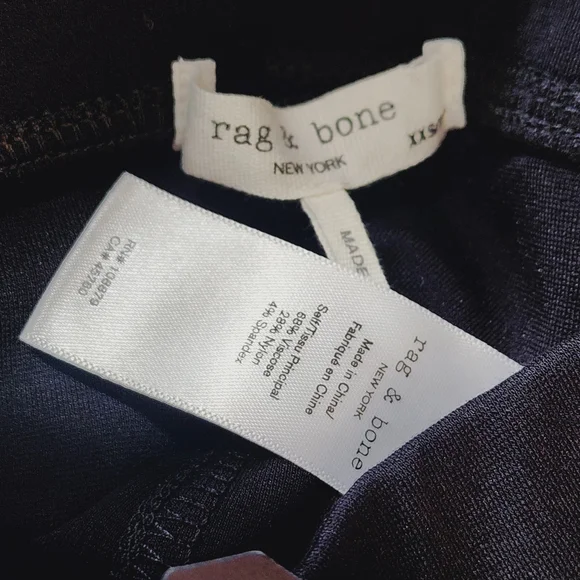 rag & bone
NEW YORK
XXS
MADE
rag & bone
NEW YORK
Made in China/
Fabriqué en Chine
Self/Tissu Principal
68% Viscose
28% Nylon
4% Spandex
RN# 108879
CA# 45760